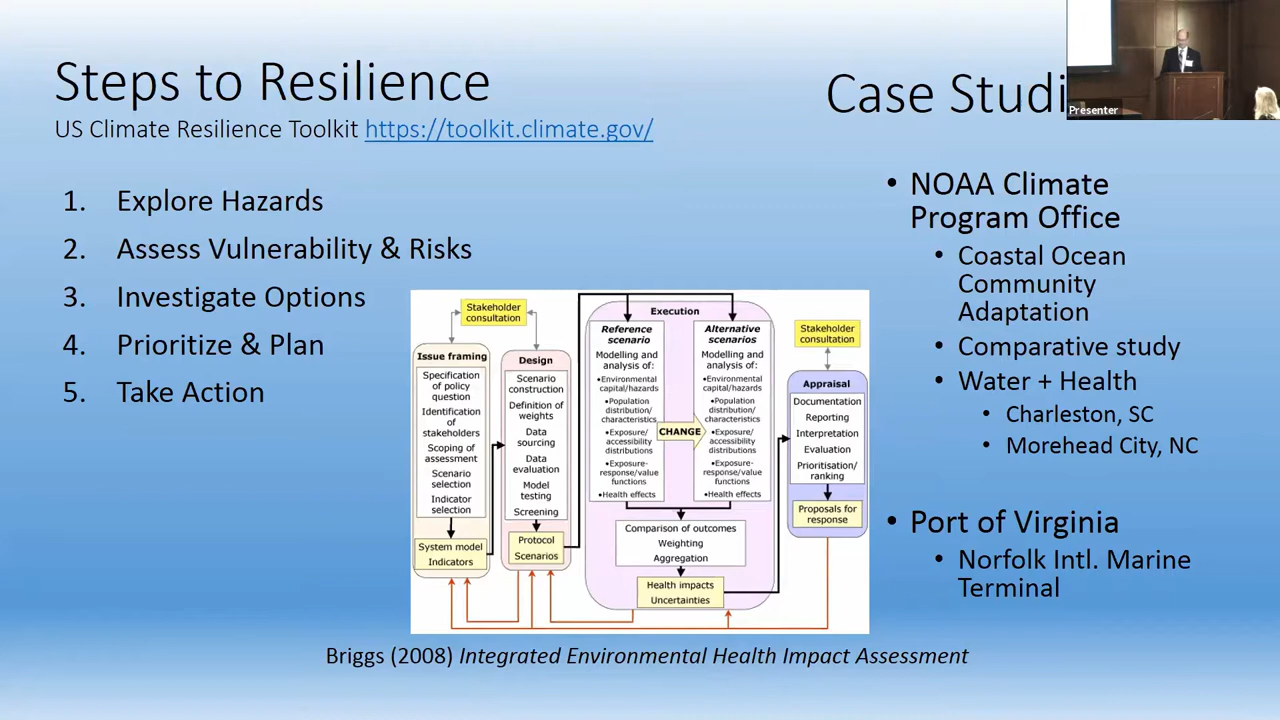 Steps to Resilience
US Climate Resilience Toolkit https://toolkit.climate.gov/
1. Explore Hazards
2. Assess Vulnerability & Risks
3. Investigate Options
4. Prioritize & Plan
5. Take Action
Stakeholder
consultation
Issue framing
Specification
of policy
question
Identification
of
stakeholders
Scoping of
assessment
Scenario
selection
Indicator
selection
System model
Indicators
Design
Scenario
construction
Definition of
weights
Data
sourcing
Data
evaluation
Model
testing
Screening
Protocol
Scenarios
Execution
Reference
scenario
Modelling and
analysis of:
•Environmental
capital/hazards
•Population
distribution/
characteristics
•Exposure/
accessibility
distributions
•Exposure-
response/value
functions
•Health effects
CHANGE
Alternative
scenarios
Modelling and
analysis of:
•Environmental
capital/hazards
•Population
distribution/
characteristics
•Exposure/
accessibility
distributions
•Exposure-
response/value
functions
•Health effects
Comparison of outcomes
Weighting
Aggregation
Health impacts
Uncertainties
Stakeholder
consultation
Appraisal
Documentation
Reporting
Interpretation
Evaluation
Prioritisation/
ranking
Proposals for
response
Briggs (2008) Integrated Environmental Health Impact Assessment
Case Studi
Presenter
• NOAA Climate
Program Office
• Coastal Ocean
Community
Adaptation
• Comparative study
• Water + Health
• Charleston, SC
• Morehead City, NC
• Port of Virginia
• Norfolk Intl. Marine
Terminal